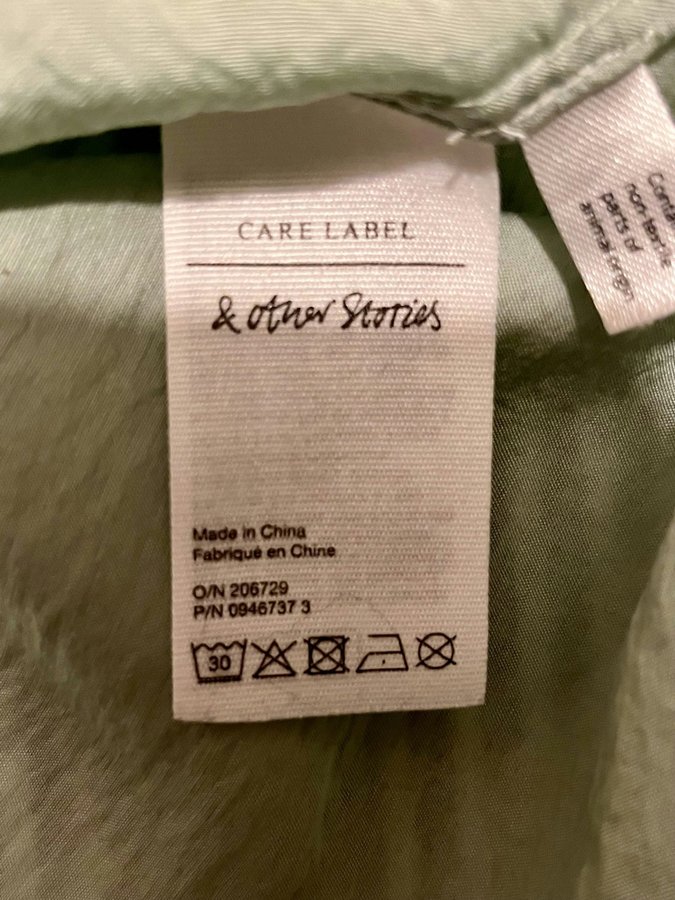 CARE LABEL
& other Stories
Made in China
Fabriqué en Chine
O/N 206729
P/N 0946737 3
30
non-textile
parts of
animal origin